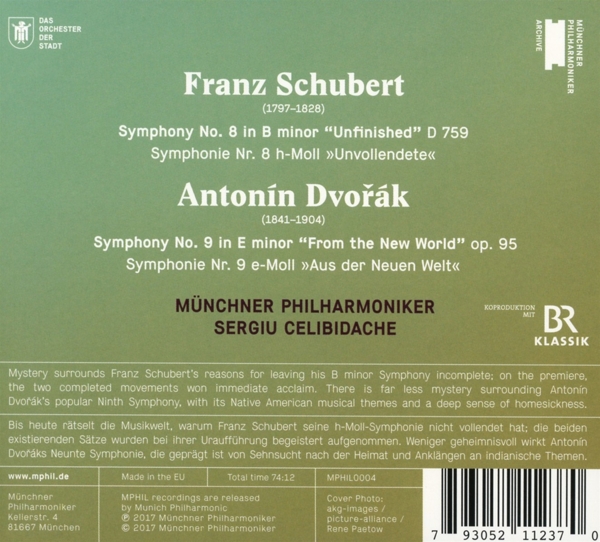 DAS
ORCHESTER
DER
STADT
MÜNCHNER
PHILHARMONIKER
ARCHIVE
Franz Schubert
(1797–1828)
Symphony No. 8 in B minor “Unfinished” D 759
Symphonie Nr. 8 h-Moll »Unvollendete«
Antonín Dvořák
(1841–1904)
Symphony No. 9 in E minor “From the New World” op. 95
Symphonie Nr. 9 e-Moll »Aus der Neuen Welt«
MÜNCHNER PHILHARMONIKER
SERGIU CELIBIDACHE
KOPRODUKTION
MIT
BR
KLASSIK
Mystery surrounds Franz Schubert's reasons for leaving his B minor Symphony incomplete; on the premiere,
the two completed movements won immediate acclaim. There is far less mystery surrounding Antonín
Dvořák's popular Ninth Symphony, with its Native American musical themes and a deep sense of homesickness.
Bis heute rätselt die Musikwelt, warum Franz Schubert seine h-Moll-Symphonie nicht vollendet hat; die beiden
existierenden Sätze wurden bei ihrer Uraufführung begeistert aufgenommen. Weniger geheimnisvoll wirkt Antonín
Dvořáks Neunte Symphonie, die geprägt ist von Sehnsucht nach der Heimat und Anklängen an indianische Themen.
www.mphil.de
Made in the EU
Total time 74:12
MPHIL0004
Münchner
Philharmoniker
Kellerstr. 4
81667 München
MPHIL recordings are released
by Munich Philharmonic
℗ 2017 Münchner Philharmoniker
© 2017 Münchner Philharmoniker
Cover Photo:
akg-images /
picture-alliance /
Rene Paetow
7 93052 11237 0